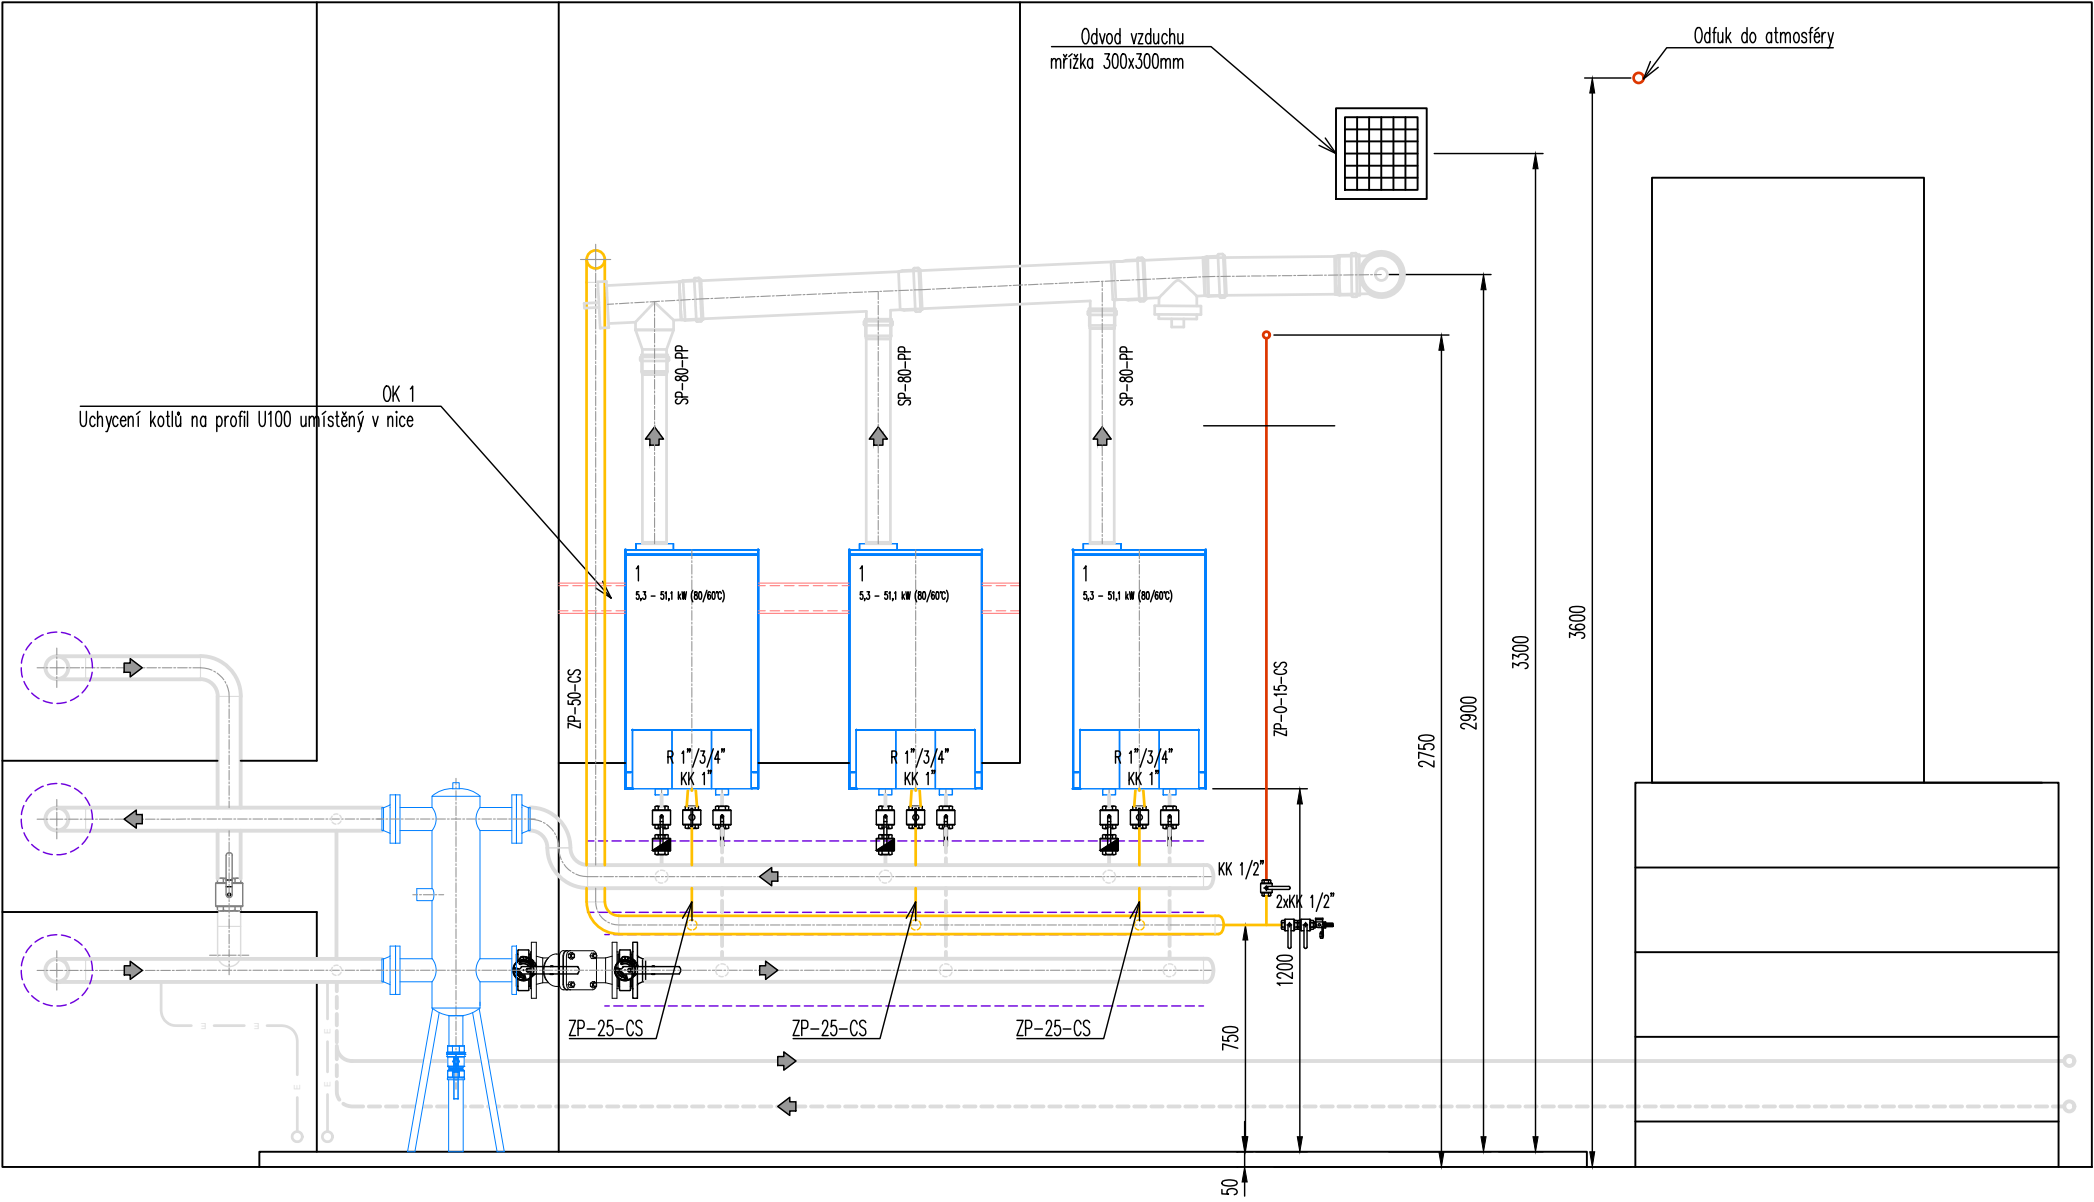 Odvod vzduchu
mřížka 300x300mm
Odfuk do atmosféry
OK 1
Uchycení kotlů na profil U100 umístěný v nice
SP-80-PP
SP-80-PP
SP-80-PP
1
5,3 - 51,1 kW (80/60°C)
1
5,3 - 51,1 kW (80/60°C)
1
5,3 - 51,1 kW (80/60°C)
ZP-50-CS
ZP-0-15-CS
R 1"/3/4"
KK 1"
R 1"/3/4"
KK 1"
R 1"/3/4"
KK 1"
KK 1/2"
2xKK 1/2"
ZP-25-CS
ZP-25-CS
ZP-25-CS
50
750
1200
2750
2900
3300
3600